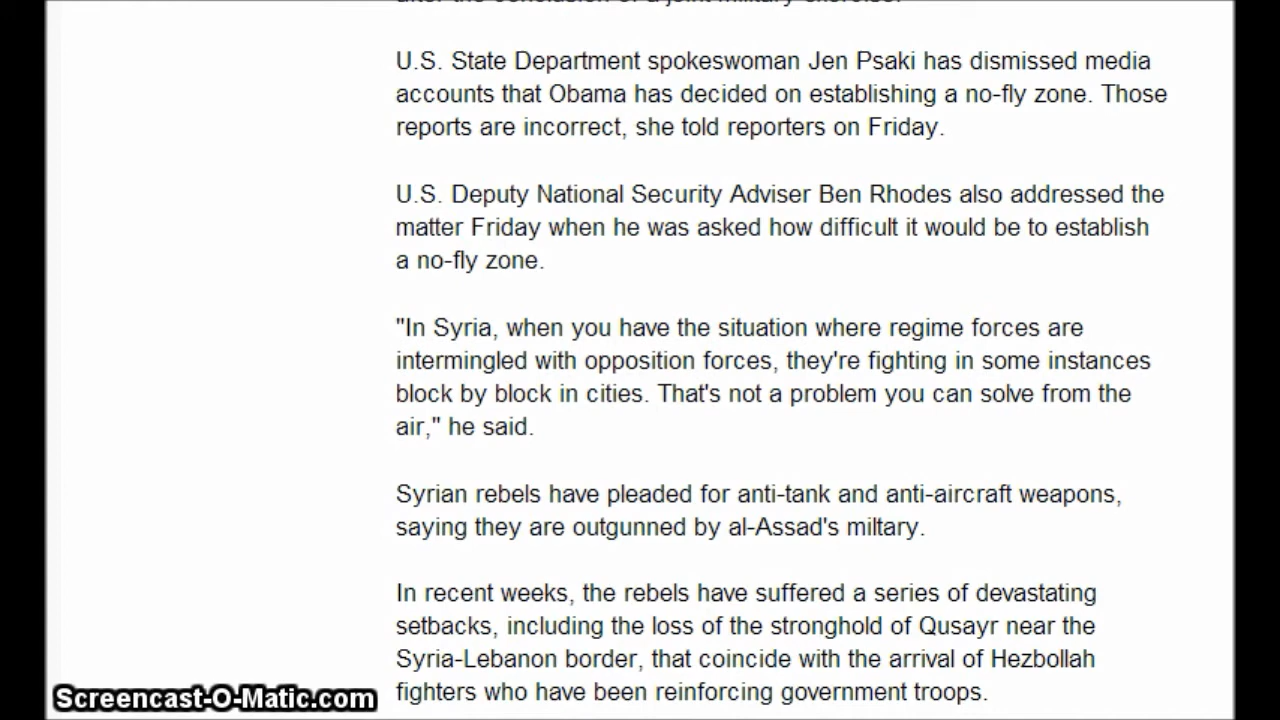 after the conclusion of a joint military exercise.
U.S. State Department spokeswoman Jen Psaki has dismissed media
accounts that Obama has decided on establishing a no-fly zone. Those
reports are incorrect, she told reporters on Friday.
U.S. Deputy National Security Adviser Ben Rhodes also addressed the
matter Friday when he was asked how difficult it would be to establish
a no-fly zone.
"In Syria, when you have the situation where regime forces are
intermingled with opposition forces, they're fighting in some instances
block by block in cities. That's not a problem you can solve from the
air," he said.
Syrian rebels have pleaded for anti-tank and anti-aircraft weapons,
saying they are outgunned by al-Assad's miltary.
In recent weeks, the rebels have suffered a series of devastating
setbacks, including the loss of the stronghold of Qusayr near the
Syria-Lebanon border, that coincide with the arrival of Hezbollah
fighters who have been reinforcing government troops.
Screencast-O-Matic.com